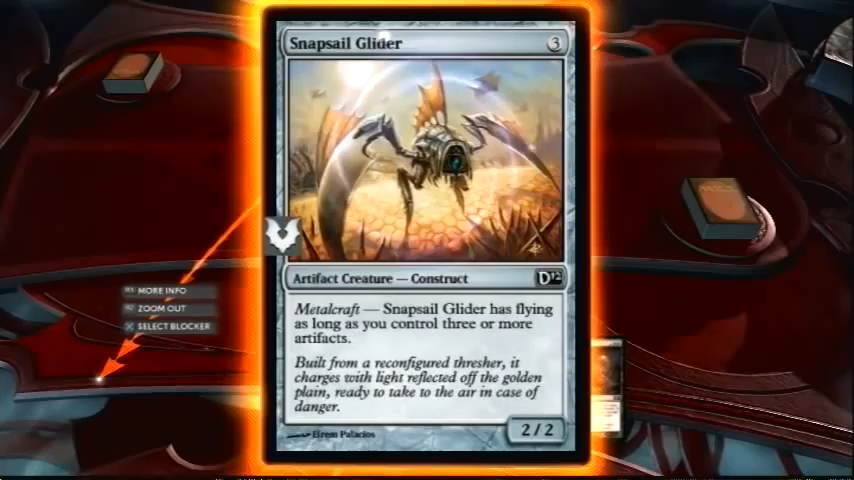 Snapsail Glider 3
Artifact Creature — Construct D12
Metalcraft — Snapsail Glider has flying
as long as you control three or more
artifacts.
Built from a reconfigured thresher, it
charges with light reflected off the golden
plain, ready to take to the air in case of
danger.
Efrem Palacios
2/2
MORE INFO
ZOOM OUT
SELECT BLOCKER